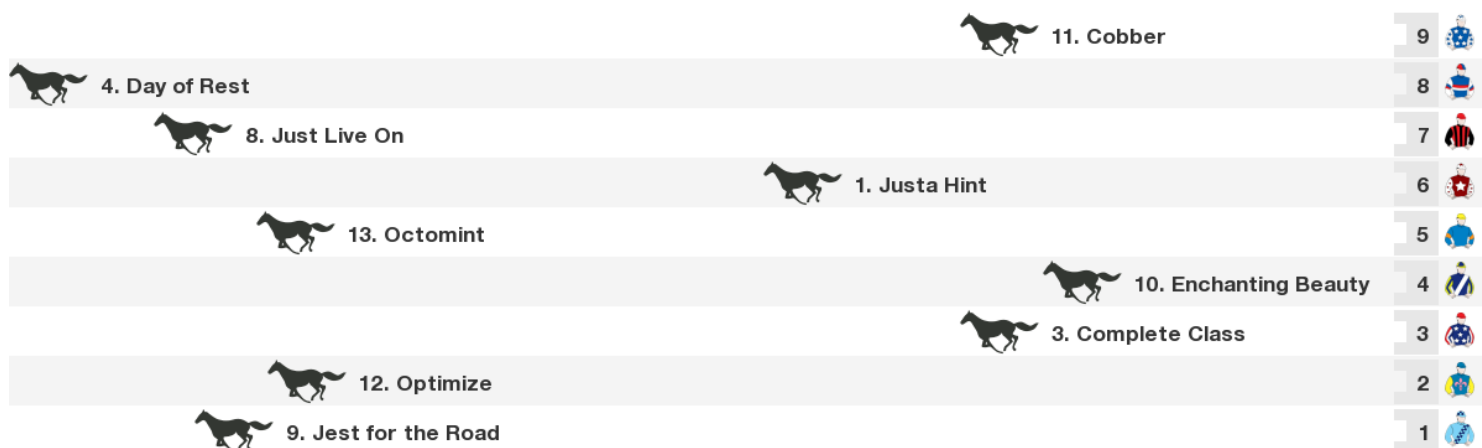 11. Cobber 9
4. Day of Rest 8
8. Just Live On 7
1. Justa Hint 6
13. Octomint 5
10. Enchanting Beauty 4
3. Complete Class 3
12. Optimize 2
9. Jest for the Road 1